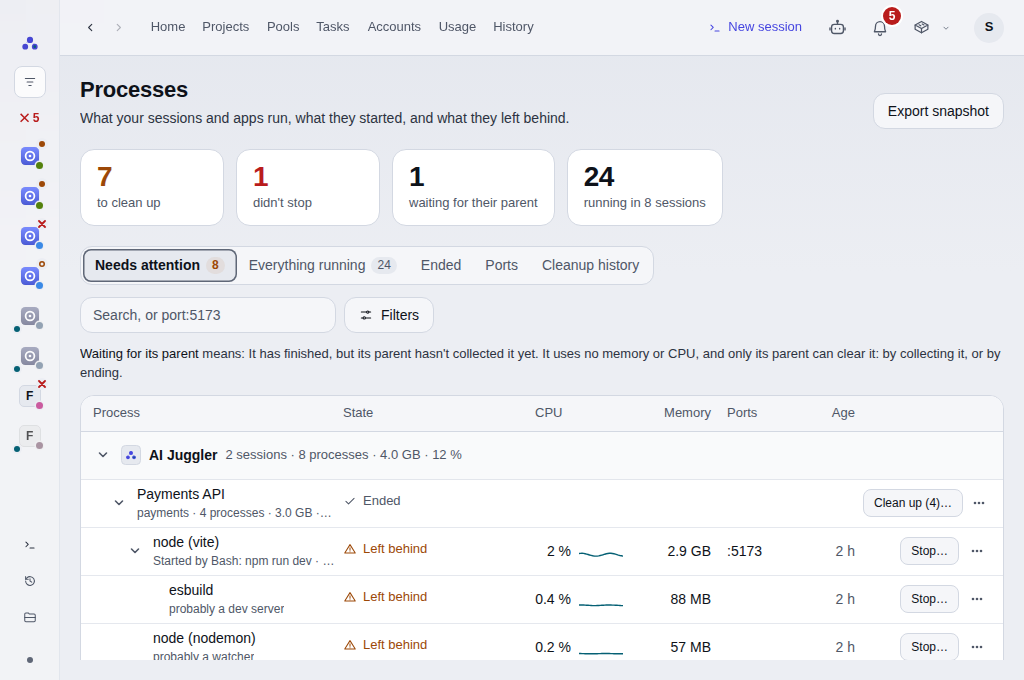 Home Projects Pools Tasks Accounts Usage History New session 5 S
5
F
F
Processes
What your sessions and apps run, what they started, and what they left behind.
Export snapshot
7
to clean up
1
didn't stop
1
waiting for their parent
24
running in 8 sessions
Needs attention 8 Everything running 24 Ended Ports Cleanup history
Search, or port:5173 Filters
Waiting for its parent means: It has finished, but its parent hasn't collected it yet. It uses no memory or CPU, and only its parent can clear it: by collecting it, or by
ending.
Process State CPU Memory Ports Age
AI Juggler 2 sessions · 8 processes · 4.0 GB · 12 %
Payments API Ended Clean up (4)…
payments · 4 processes · 3.0 GB ·…
node (vite) Left behind 2 % 2.9 GB :5173 2 h Stop…
Started by Bash: npm run dev · …
esbuild Left behind 0.4 % 88 MB 2 h Stop…
probably a dev server
node (nodemon) Left behind 0.2 % 57 MB 2 h Stop…
probably a watcher